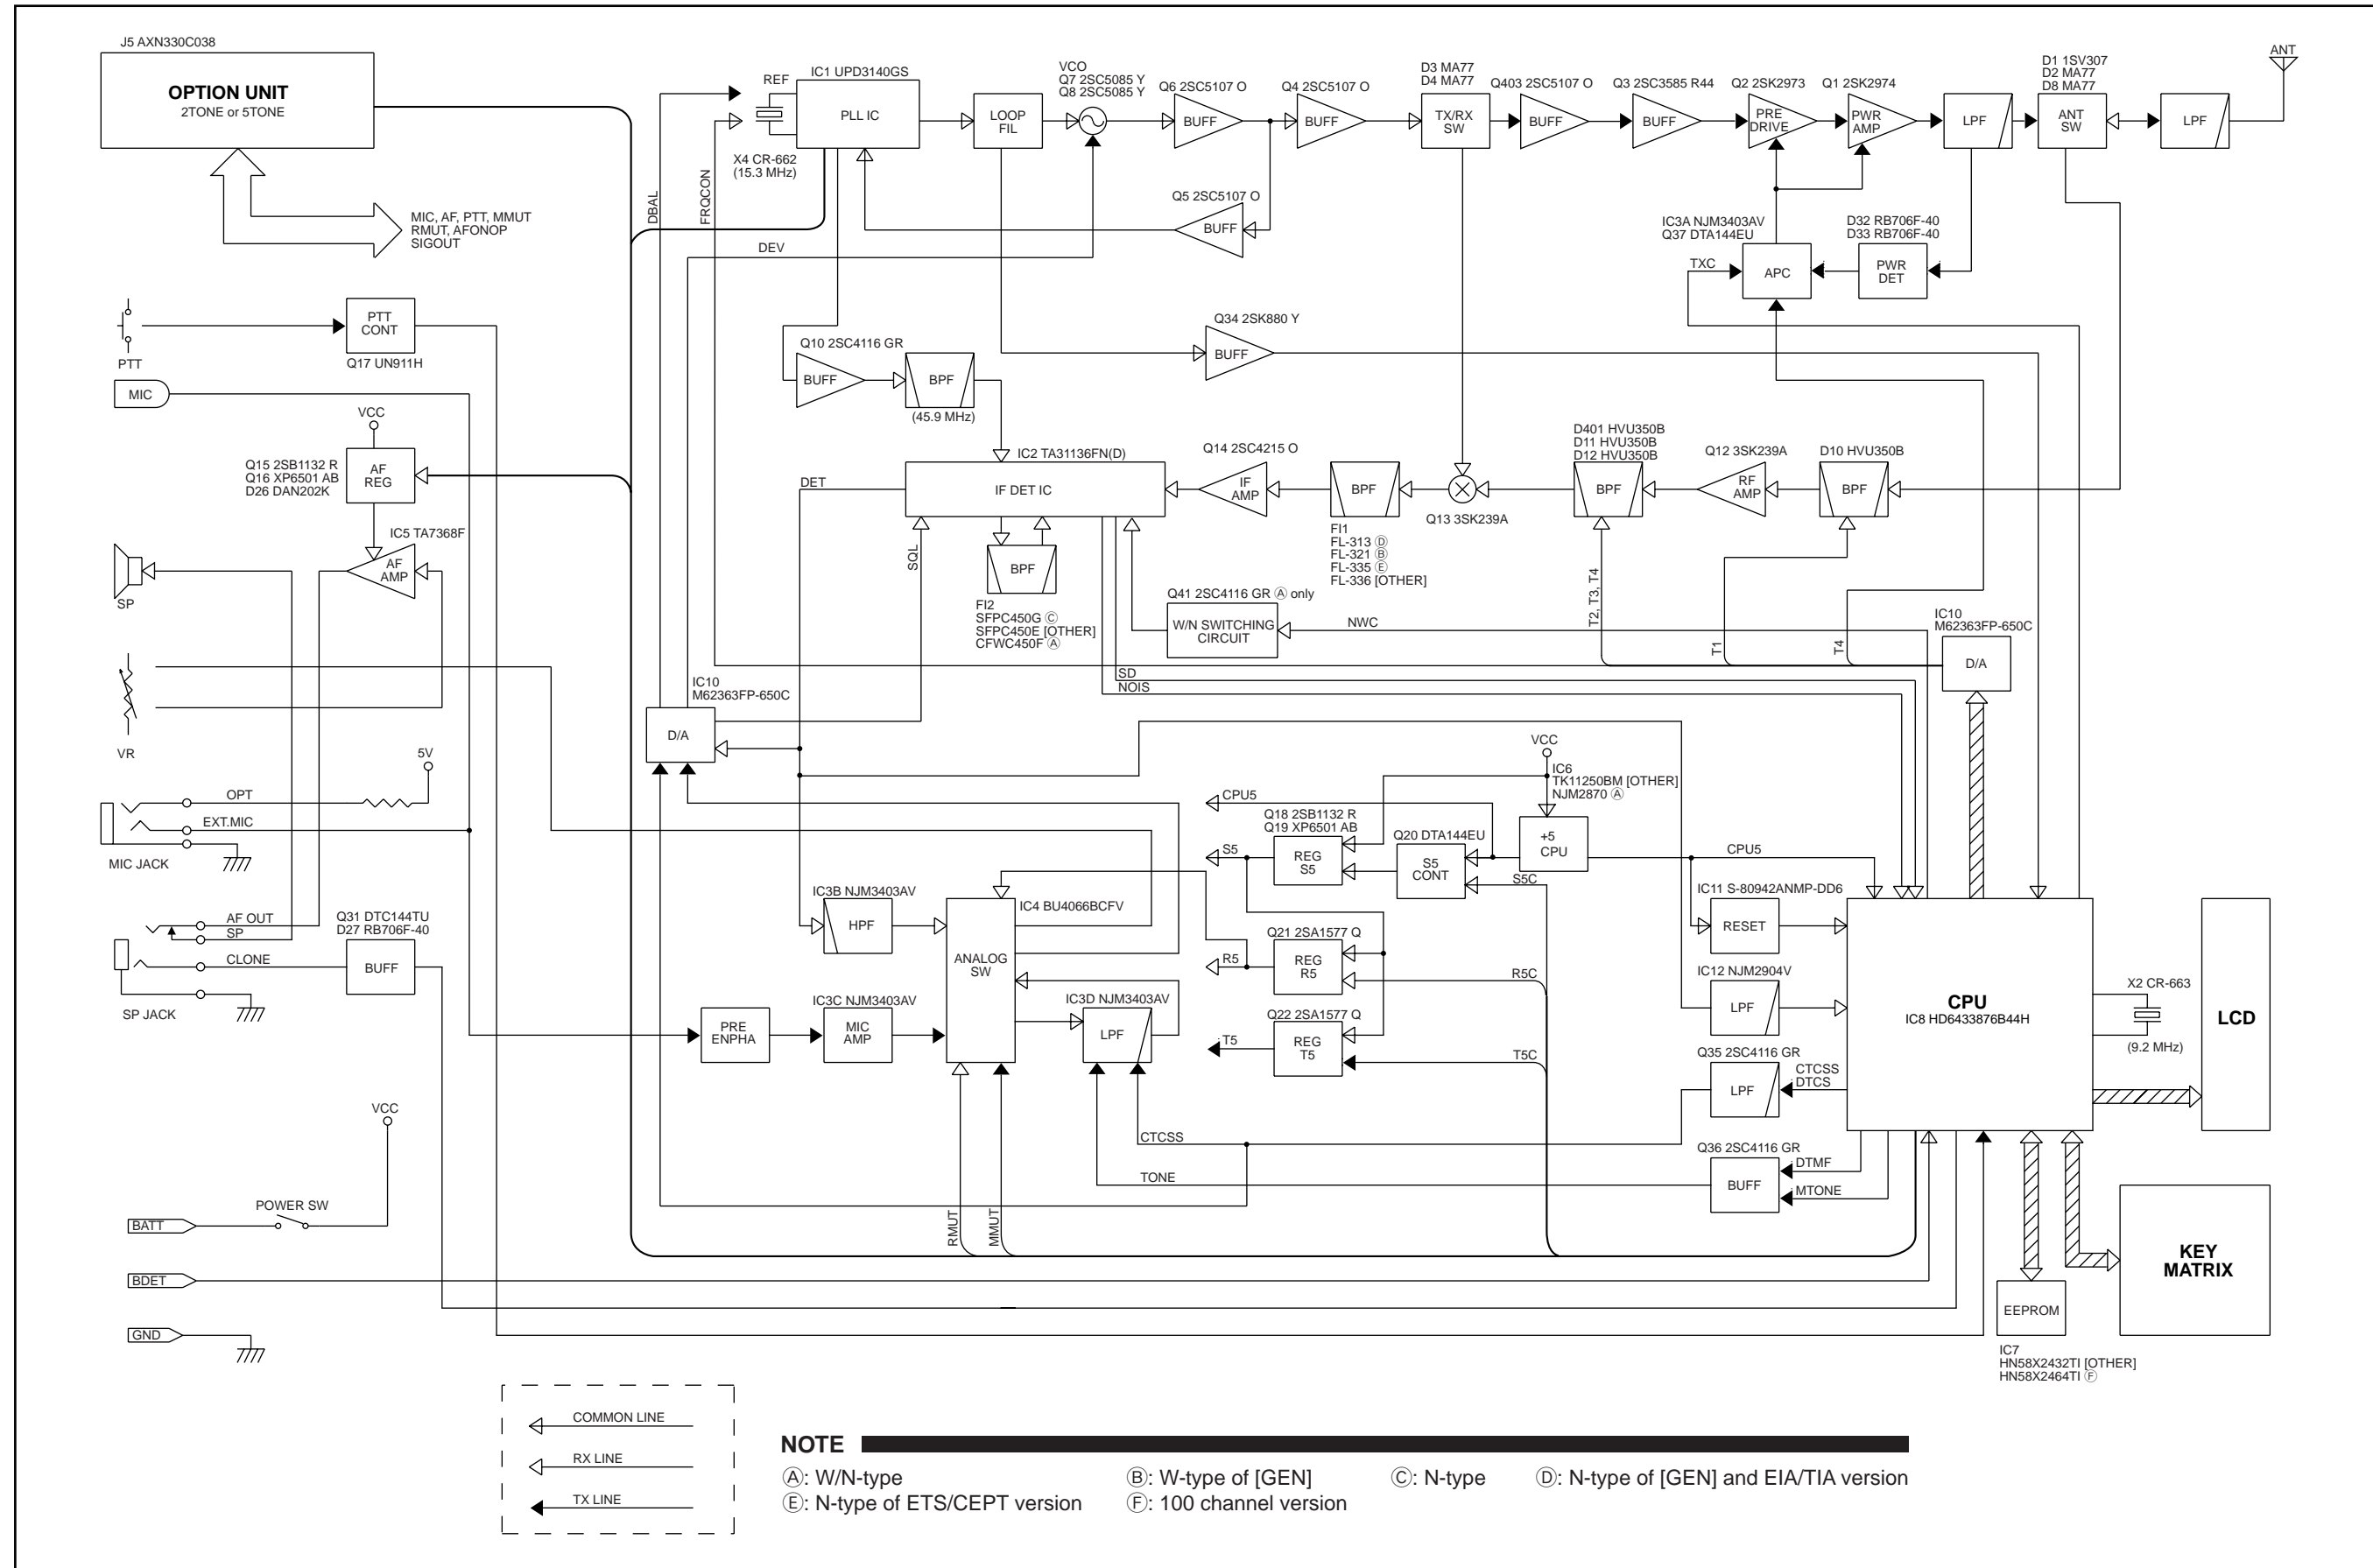 J5 AXN330C038
OPTION UNIT
2TONE or 5TONE
MIC, AF, PTT, MMUT
RMUT, AFONOP
SIGOUT
REF
IC1 UPD3140GS
PLL IC
X4 CR-662
(15.3 MHz)
DBAL
FRQCON
DEV
LOOP
FIL
VCO
Q7 2SC5085 Y
Q8 2SC5085 Y
Q6 2SC5107 O
BUFF
Q4 2SC5107 O
BUFF
Q5 2SC5107 O
BUFF
D3 MA77
D4 MA77
TX/RX
SW
Q403 2SC5107 O
BUFF
Q3 2SC3585 R44
BUFF
Q2 2SK2973
PRE
DRIVE
Q1 2SK2974
PWR
AMP
LPF
D1 1SV307
D2 MA77
D8 MA77
ANT
SW
LPF
ANT
IC3A NJM3403AV
Q37 DTA144EU
TXC
APC
D32 RB706F-40
D33 RB706F-40
PWR
DET
PTT
PTT
CONT
Q17 UN911H
MIC
VCC
Q15 2SB1132 R
Q16 XP6501 AB
D26 DAN202K
AF
REG
IC5 TA7368F
AF
AMP
SP
VR
Q10 2SC4116 GR
BUFF
BPF
(45.9 MHz)
Q34 2SK880 Y
BUFF
IC2 TA31136FN(D)
DET
IF DET IC
SQL
BPF
FI2
SFPC450G Ⓒ
SFPC450E [OTHER]
CFWC450F Ⓐ
Q14 2SC4215 O
IF
AMP
BPF
FI1
FL-313 Ⓓ
FL-321 Ⓑ
FL-335 Ⓔ
FL-336 [OTHER]
Q13 3SK239A
D401 HVU350B
D11 HVU350B
D12 HVU350B
BPF
Q12 3SK239A
RF
AMP
D10 HVU350B
BPF
Q41 2SC4116 GR Ⓐ only
W/N SWITCHING
CIRCUIT
NWC
T2, T3, T4
T1
T4
IC10
M62363FP-650C
D/A
SD
NOIS
IC10
M62363FP-650C
D/A
5V
OPT
EXT.MIC
MIC JACK
AF OUT
SP
CLONE
SP JACK
Q31 DTC144TU
D27 RB706F-40
BUFF
VCC
IC6
TK11250BM [OTHER]
NJM2870 Ⓐ
+5
CPU
CPU5
CPU5
Q18 2SB1132 R
Q19 XP6501 AB
S5
REG
S5
Q20 DTA144EU
S5
CONT
S5C
Q21 2SA1577 Q
R5
REG
R5
R5C
Q22 2SA1577 Q
T5
REG
T5
T5C
IC3B NJM3403AV
HPF
IC4 BU4066BCFV
ANALOG
SW
PRE
ENPHA
IC3C NJM3403AV
MIC
AMP
IC3D NJM3403AV
LPF
IC11 S-80942ANMP-DD6
RESET
IC12 NJM2904V
LPF
Q35 2SC4116 GR
LPF
CTCSS
DTCS
Q36 2SC4116 GR
BUFF
DTMF
MTONE
CTCSS
TONE
RMUT
MMUT
CPU
IC8 HD6433876B44H
X2 CR-663
(9.2 MHz)
LCD
KEY
MATRIX
EEPROM
IC7
HN58X2432TI [OTHER]
HN58X2464TI Ⓕ
VCC
POWER SW
BATT
BDET
GND
COMMON LINE
RX LINE
TX LINE
NOTE
Ⓐ: W/N-type Ⓑ: W-type of [GEN] Ⓒ: N-type Ⓓ: N-type of [GEN] and EIA/TIA version
Ⓔ: N-type of ETS/CEPT version Ⓕ: 100 channel version